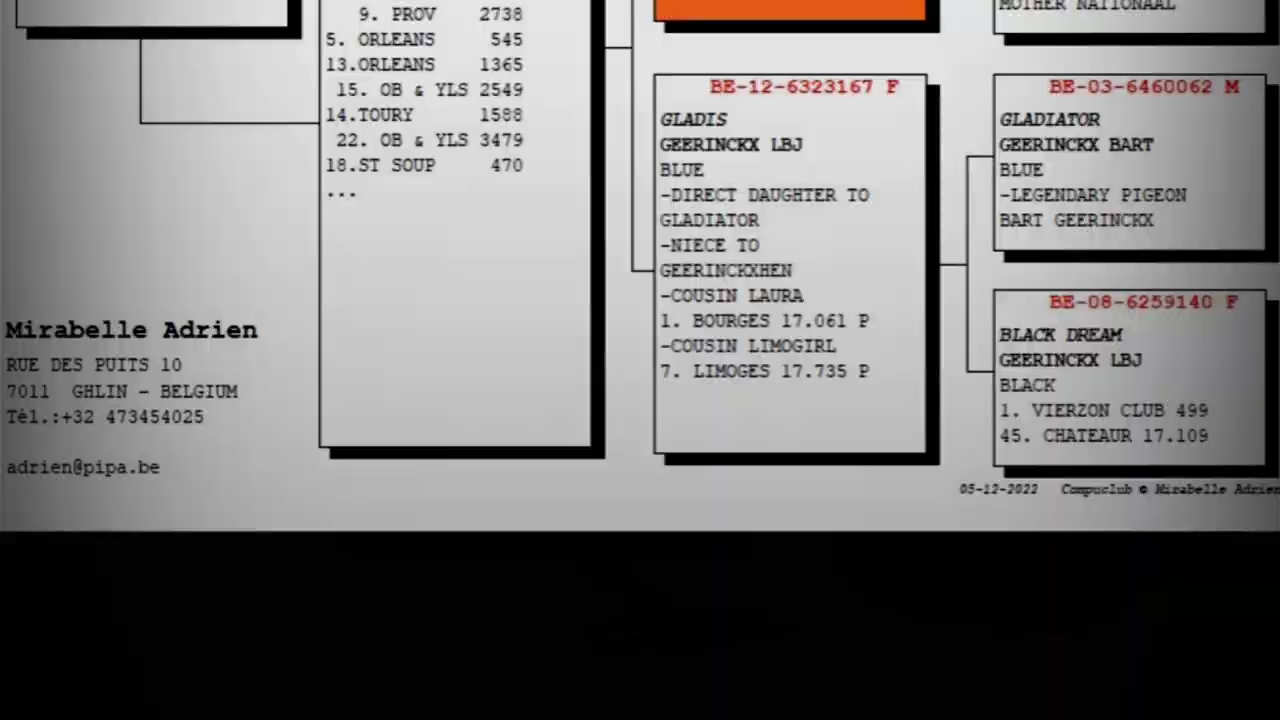 9. PROV 2738
5. ORLEANS 545
13.ORLEANS 1365
15. OB & YLS 2549
14.TOURY 1588
22. OB & YLS 3479
18.ST SOUP 470
...
Mirabelle Adrien
RUE DES PUITS 10
7011 GHLIN - BELGIUM
Tél.:+32 473454025
adrien@pipa.be
BE-12-6323167 F
GLADIS
GEERINCKX LBJ
BLUE
-DIRECT DAUGHTER TO
GLADIATOR
-NIECE TO
GEERINCKXHEN
-COUSIN LAURA
1. BOURGES 17.061 P
-COUSIN LIMOGIRL
7. LIMOGES 17.735 P
MOTHER NATIONAAL
BE-03-6460062 M
GLADIATOR
GEERINCKX BART
BLUE
-LEGENDARY PIGEON
BART GEERINCKX
BE-08-6259140 F
BLACK DREAM
GEERINCKX LBJ
BLACK
1. VIERZON CLUB 499
45. CHATEAUR 17.109
05-12-2022 Compuclub © Mirabelle Adrien